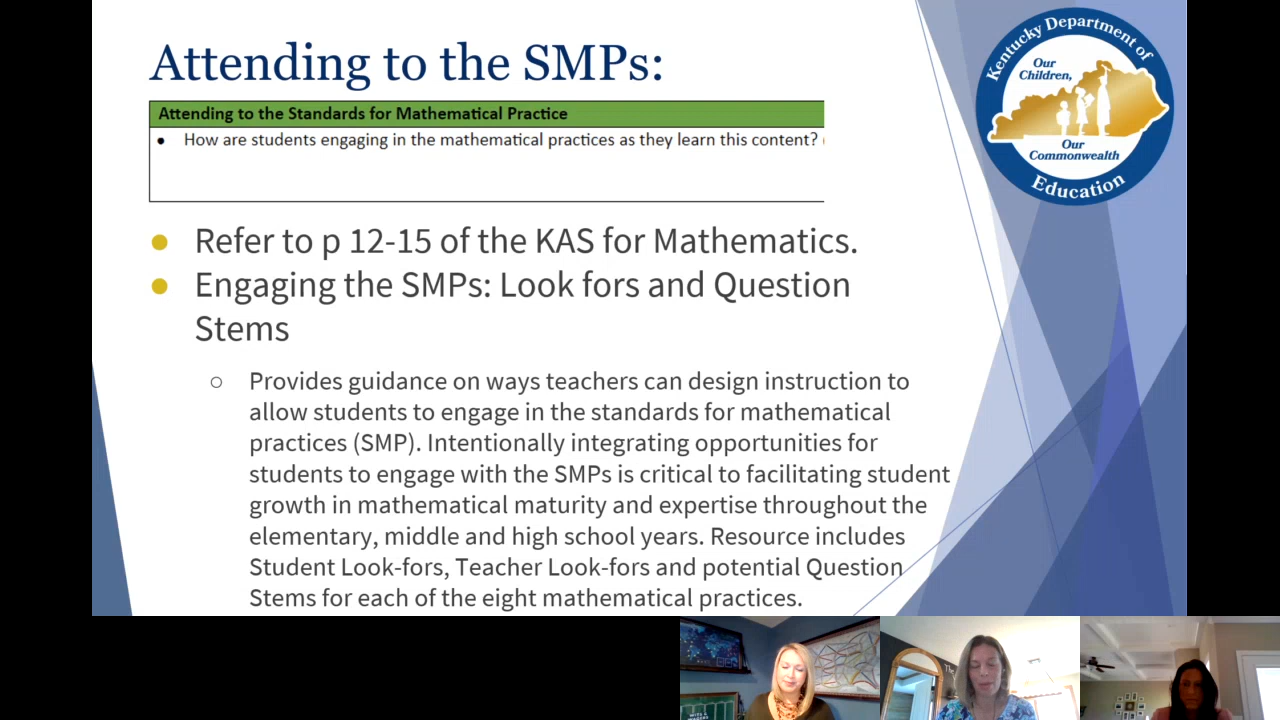 Attending to the SMPs:
Attending to the Standards for Mathematical Practice
● How are students engaging in the mathematical practices as they learn this content?
● Refer to p 12-15 of the KAS for Mathematics.
● Engaging the SMPs: Look fors and Question
Stems
○ Provides guidance on ways teachers can design instruction to
allow students to engage in the standards for mathematical
practices (SMP). Intentionally integrating opportunities for
students to engage with the SMPs is critical to facilitating student
growth in mathematical maturity and expertise throughout the
elementary, middle and high school years. Resource includes
Student Look-fors, Teacher Look-fors and potential Question
Stems for each of the eight mathematical practices.
Kentucky Department of
Our
Children,
Our
Commonwealth
Education